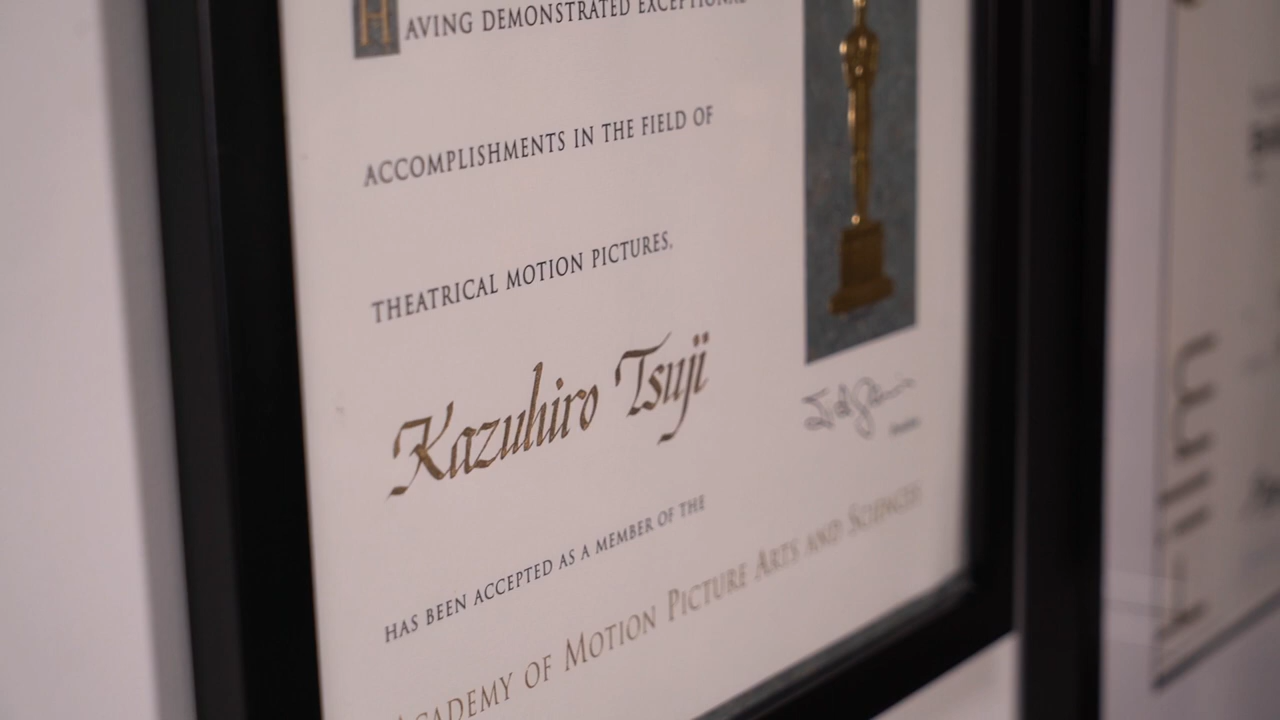 HAVING DEMONSTRATED EXCEPTIONAL
ACCOMPLISHMENTS IN THE FIELD OF
THEATRICAL MOTION PICTURES,
Kazuhiro Tsuji
HAS BEEN ACCEPTED AS A MEMBER OF THE
ACADEMY OF MOTION PICTURE ARTS AND SCIENCES